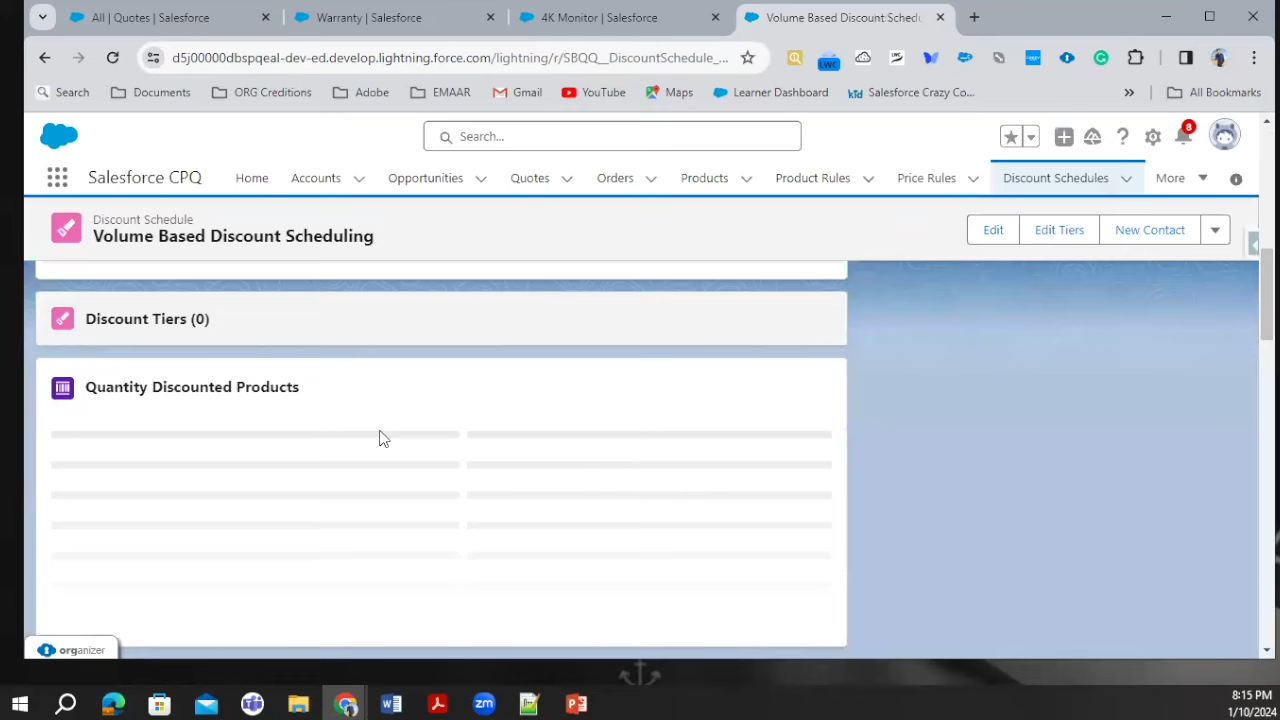 All | Quotes | Salesforce
Warranty | Salesforce
4K Monitor | Salesforce
Volume Based Discount Schedu
d5j00000dbspqeal-dev-ed.develop.lightning.force.com/lightning/r/SBQQ__DiscountSchedule_...
LWC
Search
Documents
ORG Creditions
Adobe
EMAAR
Gmail
YouTube
Maps
Learner Dashboard
kid
Salesforce Crazy Co...
»
All Bookmarks
Search...
8
Salesforce CPQ
Home
Accounts
Opportunities
Quotes
Orders
Products
Product Rules
Price Rules
Discount Schedules
More
Discount Schedule
Volume Based Discount Scheduling
Edit
Edit Tiers
New Contact
Discount Tiers (0)
Quantity Discounted Products
organizer
zm
8:15 PM
1/10/2024